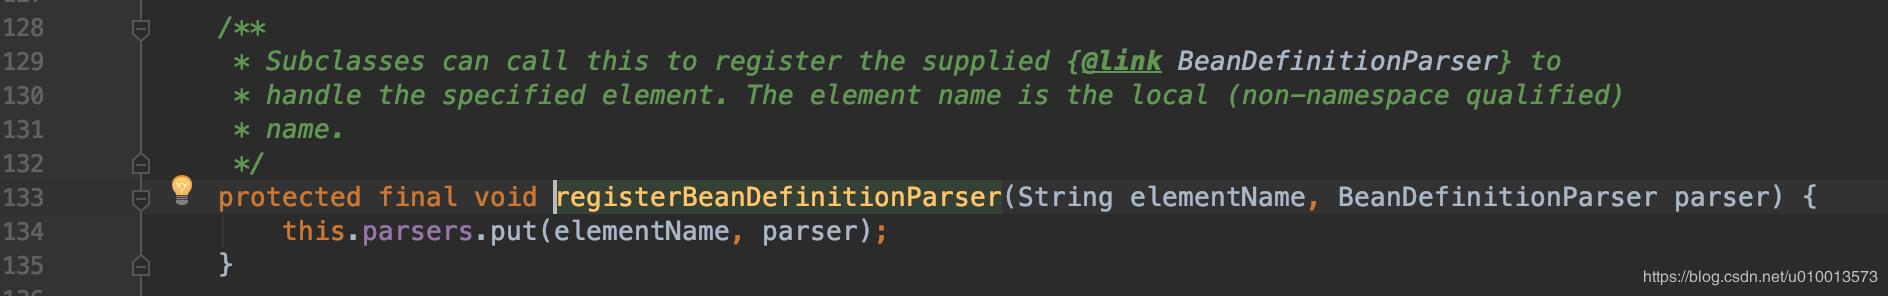 128 /**
129 * Subclasses can call this to register the supplied {@link BeanDefinitionParser} to
130 * handle the specified element. The element name is the local (non-namespace qualified)
131 * name.
132 */
133 protected final void registerBeanDefinitionParser(String elementName, BeanDefinitionParser parser) {
134 this.parsers.put(elementName, parser);
135 }
https://blog.csdn.net/u010013573